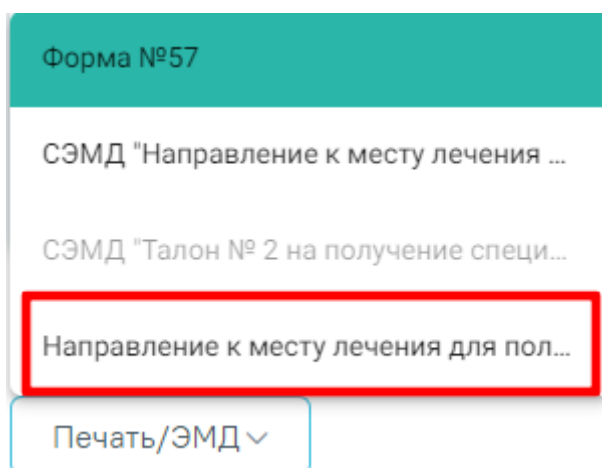 Форма №57
СЭМД "Направление к месту лечения ...
СЭМД "Талон № 2 на получение специ...
Направление к месту лечения для пол...
Печать/ЭМД